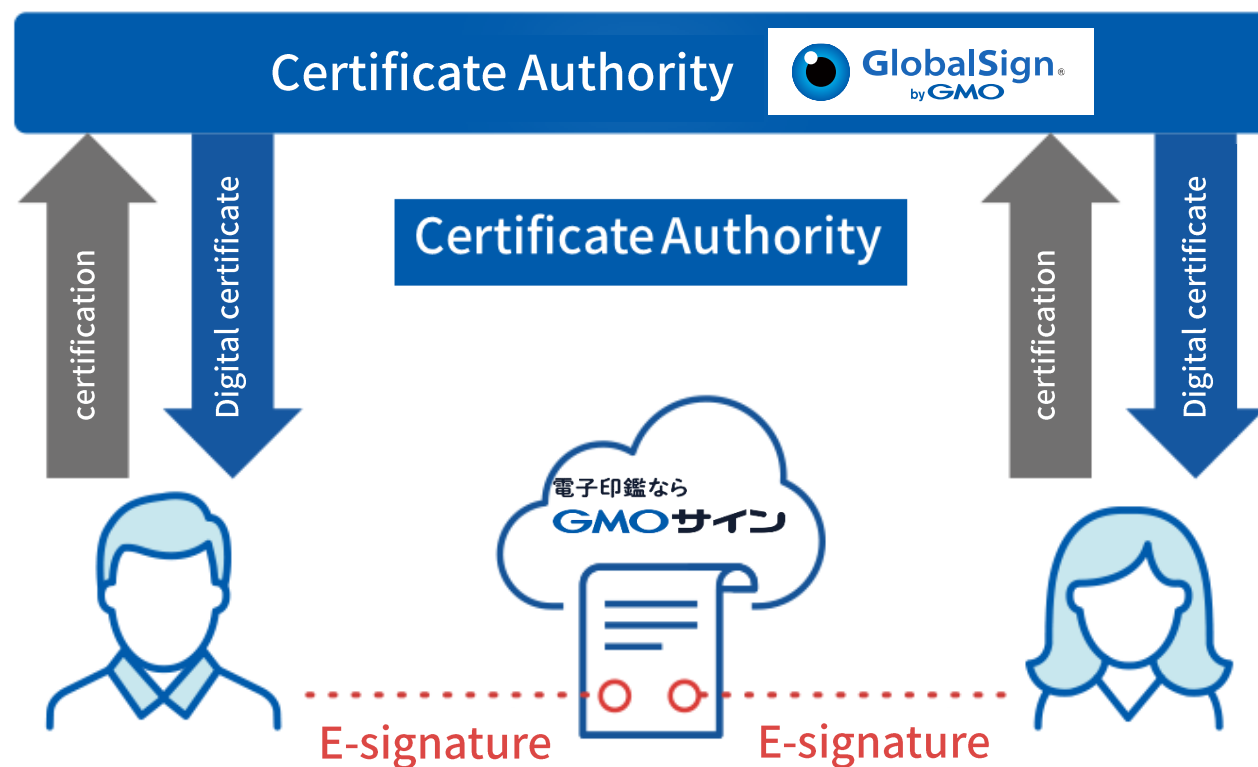 Certificate Authority
GlobalSign®
by GMO
certification
Digital certificate
Certificate Authority
certification
Digital certificate
電子印鑑なら
GMOサイン
E-signature
E-signature